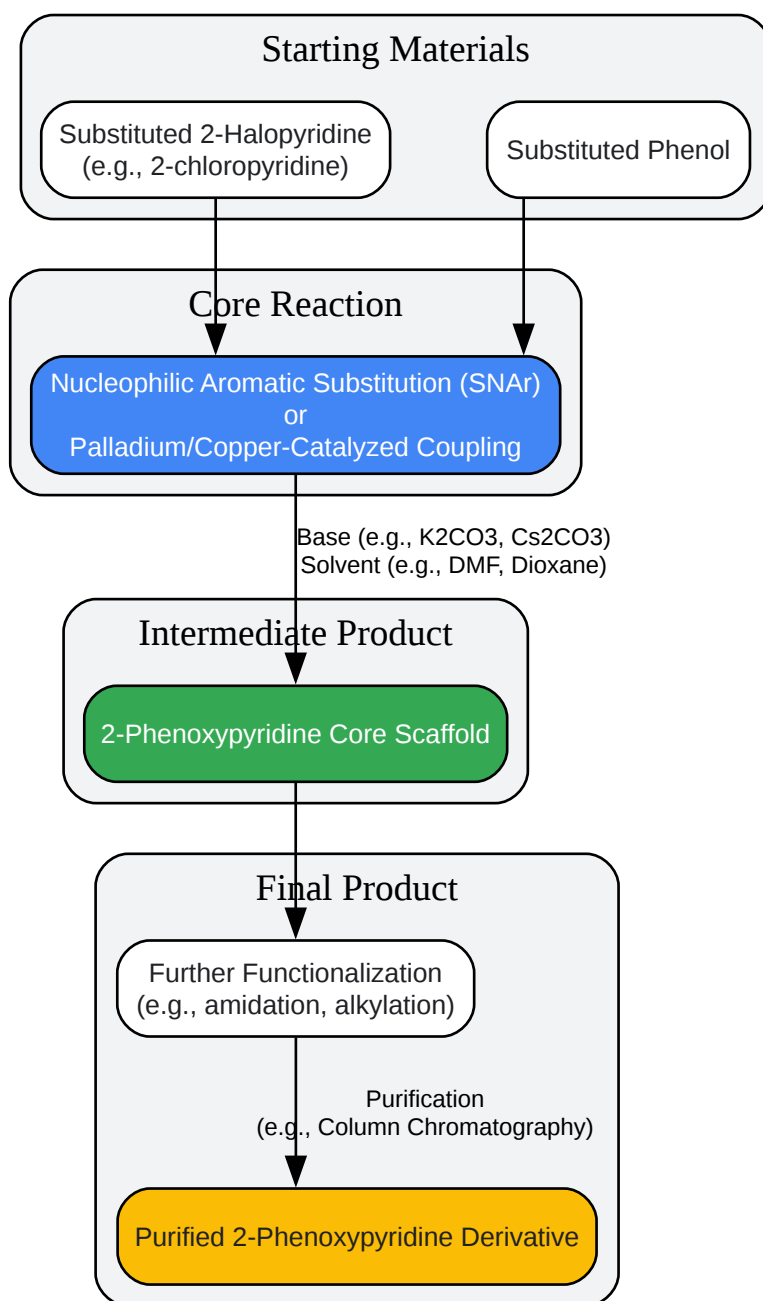 Starting Materials
Substituted 2-Halopyridine
(e.g., 2-chloropyridine)
Substituted Phenol
Core Reaction
Nucleophilic Aromatic Substitution (SNAr)
or
Palladium/Copper-Catalyzed Coupling
Base (e.g., K2CO3, Cs2CO3)
Solvent (e.g., DMF, Dioxane)
Intermediate Product
2-Phenoxypyridine Core Scaffold
Final Product
Further Functionalization
(e.g., amidation, alkylation)
Purification
(e.g., Column Chromatography)
Purified 2-Phenoxypyridine Derivative